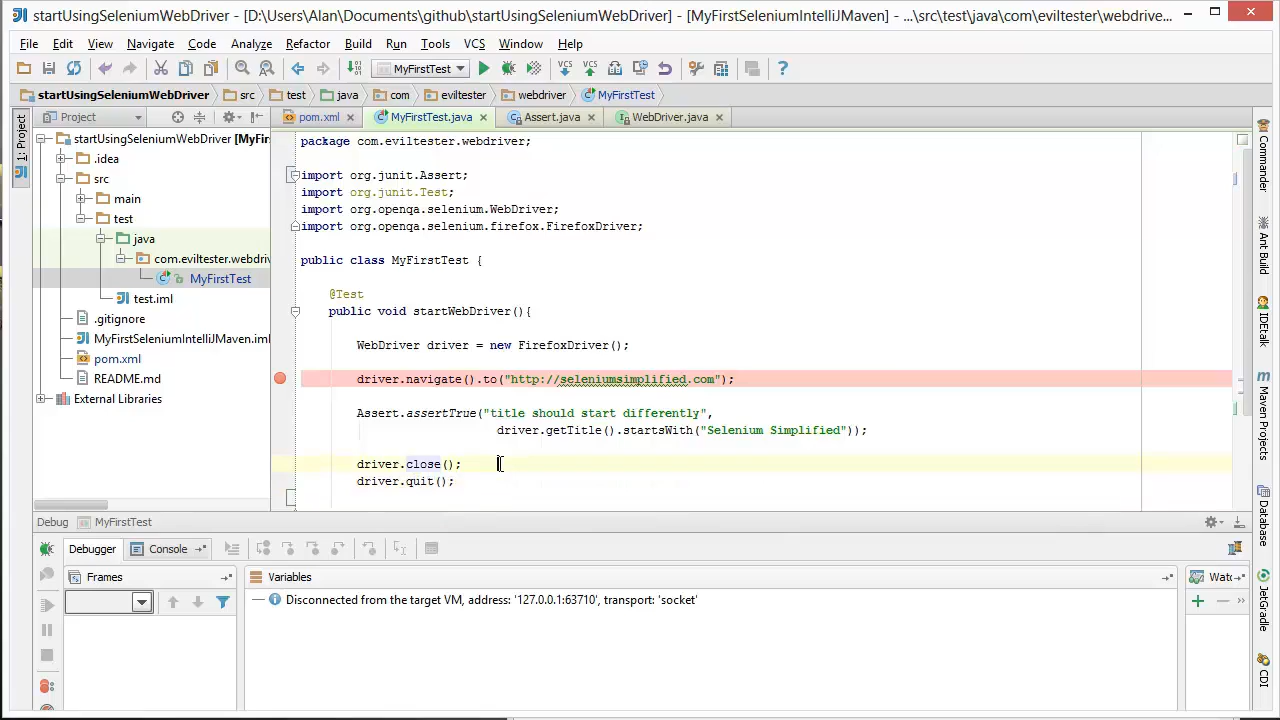 startUsingSeleniumWebDriver - [D:\Users\Alan\Documents\github\startUsingSeleniumWebDriver] - [MyFirstSeleniumIntelliJMaven] - ...\src\test\java\com\eviltester\webdrive...
File Edit View Navigate Code Analyze Refactor Build Run Tools VCS Window Help
MyFirstTest VCS VCS
startUsingSeleniumWebDriver src test java com eviltester webdriver MyFirstTest
Project pom.xml MyFirstTest.java Assert.java WebDriver.java
1: Project
startUsingSeleniumWebDriver [MyFirs
.idea
src
main
test
java
com.eviltester.webdriv
MyFirstTest
test.iml
.gitignore
MyFirstSeleniumIntelliJMaven.iml
pom.xml
README.md
External Libraries
package com.eviltester.webdriver;
import org.junit.Assert;
import org.junit.Test;
import org.openqa.selenium.WebDriver;
import org.openqa.selenium.firefox.FirefoxDriver;
public class MyFirstTest {
@Test
public void startWebDriver(){
WebDriver driver = new FirefoxDriver();
driver.navigate().to("http://seleniumsimplified.com");
Assert.assertTrue("title should start differently",
driver.getTitle().startsWith("Selenium Simplified"));
driver.close();
driver.quit();
Commander
Ant Build
IDEtalk
Maven Projects
Database
JetGradle
CDI
Debug MyFirstTest
Debugger Console
Frames Variables Watc
Disconnected from the target VM, address: '127.0.0.1:63710', transport: 'socket'